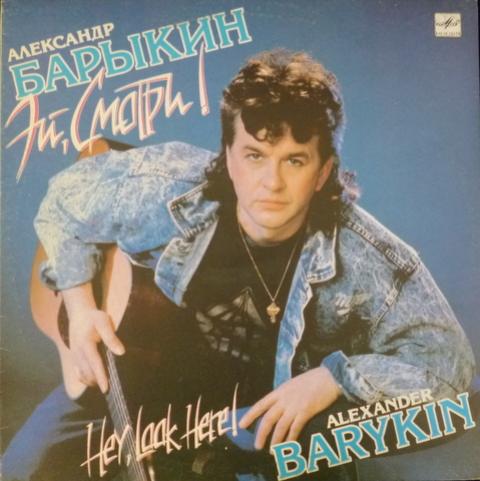 АЛЕКСАНДР
БАРЫКИН
Эй, Смотри!
Hey, Look Here!
ALEXANDER
BARYKIN